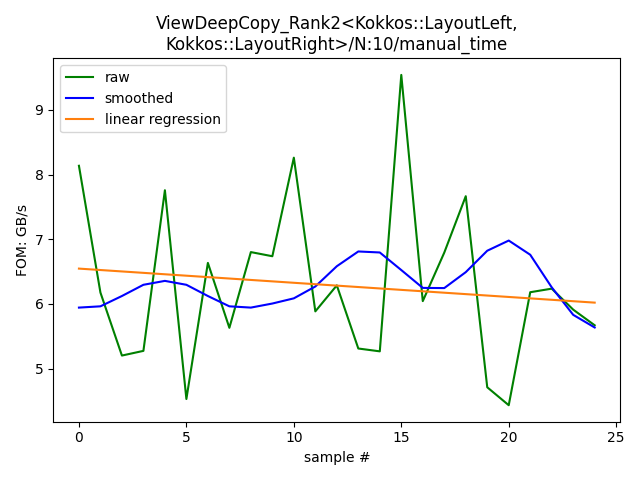 ViewDeepCopy_Rank2<Kokkos::LayoutLeft,
Kokkos::LayoutRight>/N:10/manual_time
raw
smoothed
linear regression
FOM: GB/s
9
8
7
6
5
0 5 10 15 20 25
sample #